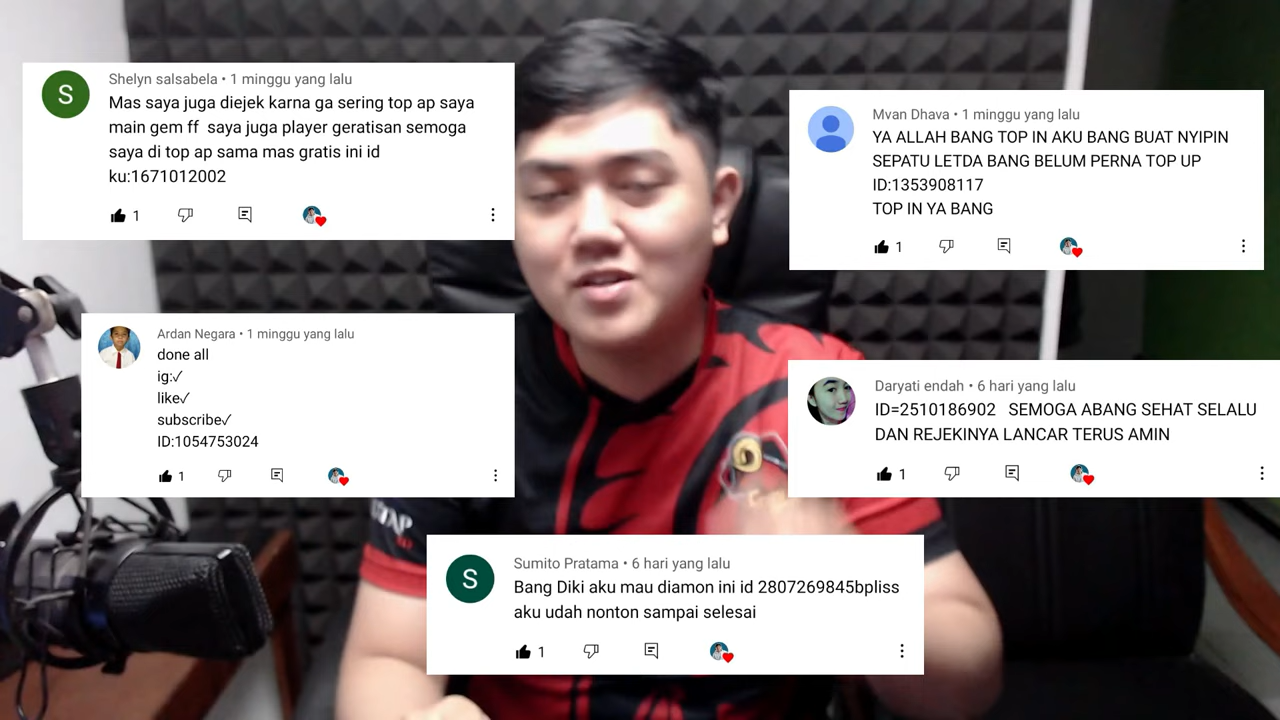 Shelyn salsabela • 1 minggu yang lalu
Mas saya juga diejek karna ga sering top ap saya
main gem ff saya juga player geratisan semoga
saya di top ap sama mas gratis ini id
ku:1671012002
1
Mvan Dhava • 1 minggu yang lalu
YA ALLAH BANG TOP IN AKU BANG BUAT NYIPIN
SEPATU LETDA BANG BELUM PERNA TOP UP
ID:1353908117
TOP IN YA BANG
1
Ardan Negara • 1 minggu yang lalu
done all
ig:✓
like✓
subscribe✓
ID:1054753024
1
Daryati endah • 6 hari yang lalu
ID=2510186902 SEMOGA ABANG SEHAT SELALU
DAN REJEKINYA LANCAR TERUS AMIN
1
Sumito Pratama • 6 hari yang lalu
Bang Diki aku mau diamon ini id 2807269845bpliss
aku udah nonton sampai selesai
1